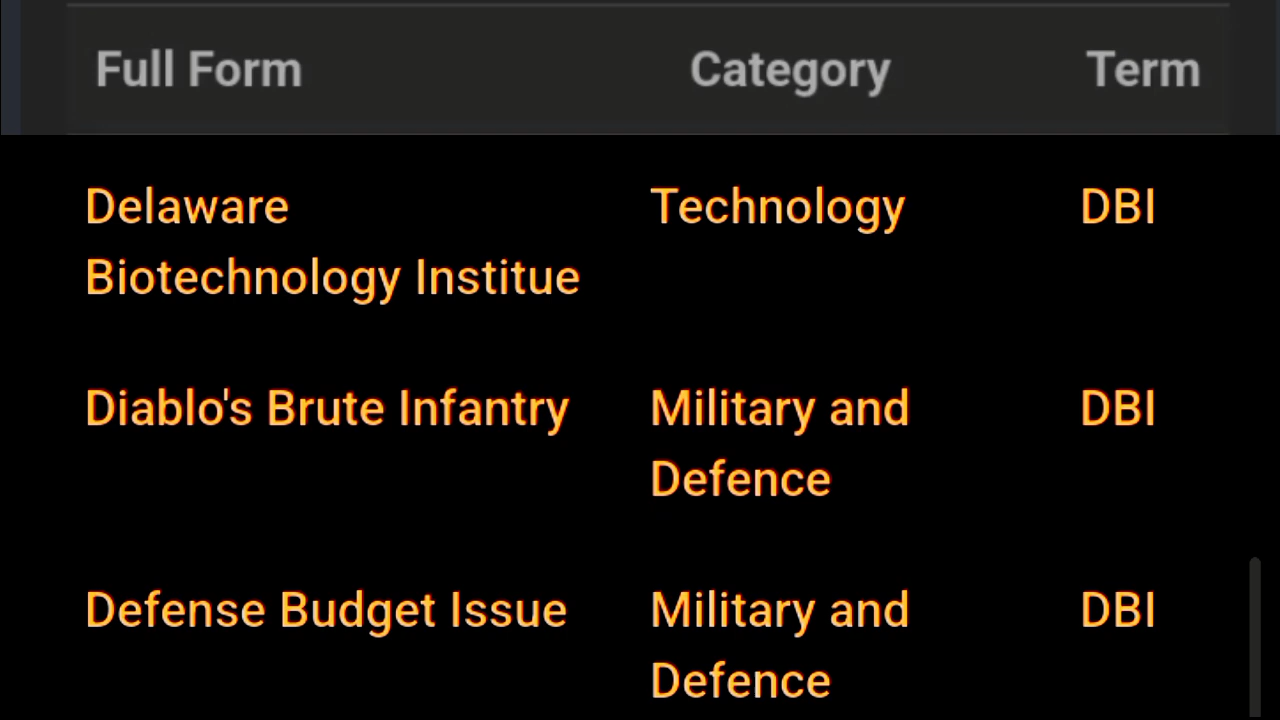 Full Form Category Term
Delaware Technology DBI
Biotechnology Institue
Diablo's Brute Infantry Military and DBI
Defence
Defense Budget Issue Military and DBI
Defence